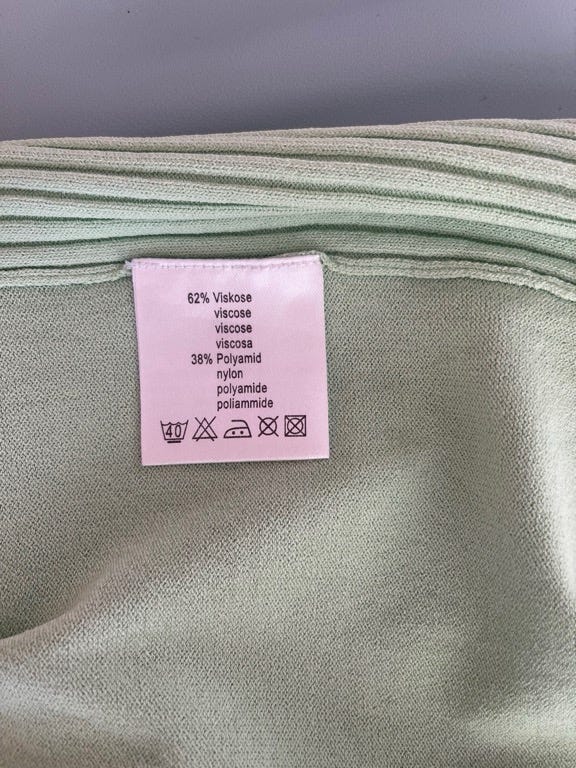 62% Viskose
viscose
viscose
viscosa
38% Polyamid
nylon
polyamide
poliammide
40